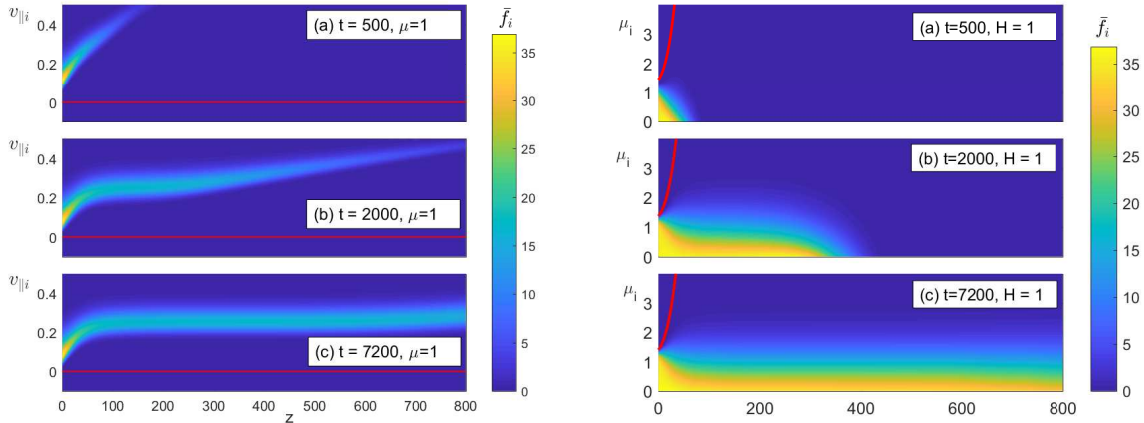 v∥i
0.4
0.2
0
(a) t = 500, μ=1
v∥i
0.4
0.2
0
(b) t = 2000, μ=1
v∥i
0.4
0.2
0
(c) t = 7200, μ=1
0 100 200 300 400 500 600 700 800
z
f̄i
35
30
25
20
15
10
5
0
μi
3
2
1
0
(a) t=500, H = 1
μi
3
2
1
0
(b) t=2000, H = 1
μi
3
2
1
0
(c) t=7200, H = 1
0 200 400 600 800
f̄i
35
30
25
20
15
10
5
0